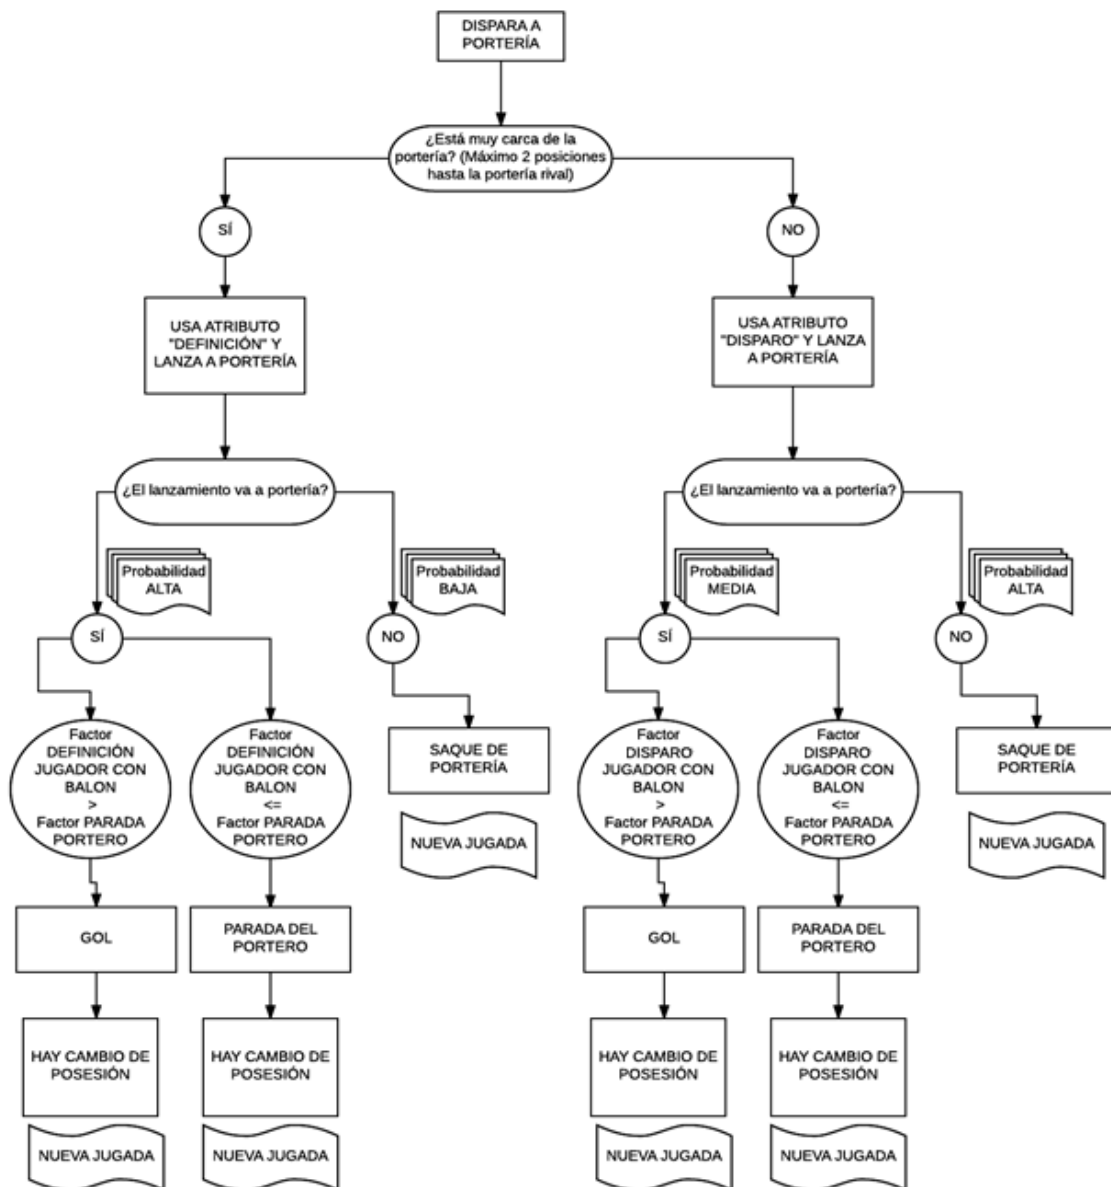 DISPARA A
PORTERÍA
¿Está muy carca de la
portería? (Máximo 2 posiciones
hasta la portería rival)
SÍ
NO
USA ATRIBUTO
"DEFINICIÓN" Y
LANZA A PORTERÍA
USA ATRIBUTO
"DISPARO" Y LANZA
A PORTERÍA
¿El lanzamiento va a portería?
¿El lanzamiento va a portería?
Probabilidad
ALTA
Probabilidad
BAJA
Probabilidad
MEDIA
Probabilidad
ALTA
SÍ
NO
SÍ
NO
Factor
DEFINICIÓN
JUGADOR CON
BALON
>
Factor PARADA
PORTERO
Factor
DEFINICIÓN
JUGADOR CON
BALON
<=
Factor PARADA
PORTERO
SAQUE DE
PORTERÍA
NUEVA JUGADA
Factor
DISPARO
JUGADOR CON
BALON
>
Factor PARADA
PORTERO
Factor
DISPARO
JUGADOR CON
BALON
<=
Factor PARADA
PORTERO
SAQUE DE
PORTERÍA
NUEVA JUGADA
GOL
PARADA DEL
PORTERO
GOL
PARADA DEL
PORTERO
HAY CAMBIO DE
POSESIÓN
HAY CAMBIO DE
POSESIÓN
HAY CAMBIO DE
POSESIÓN
HAY CAMBIO DE
POSESIÓN
NUEVA JUGADA
NUEVA JUGADA
NUEVA JUGADA
NUEVA JUGADA